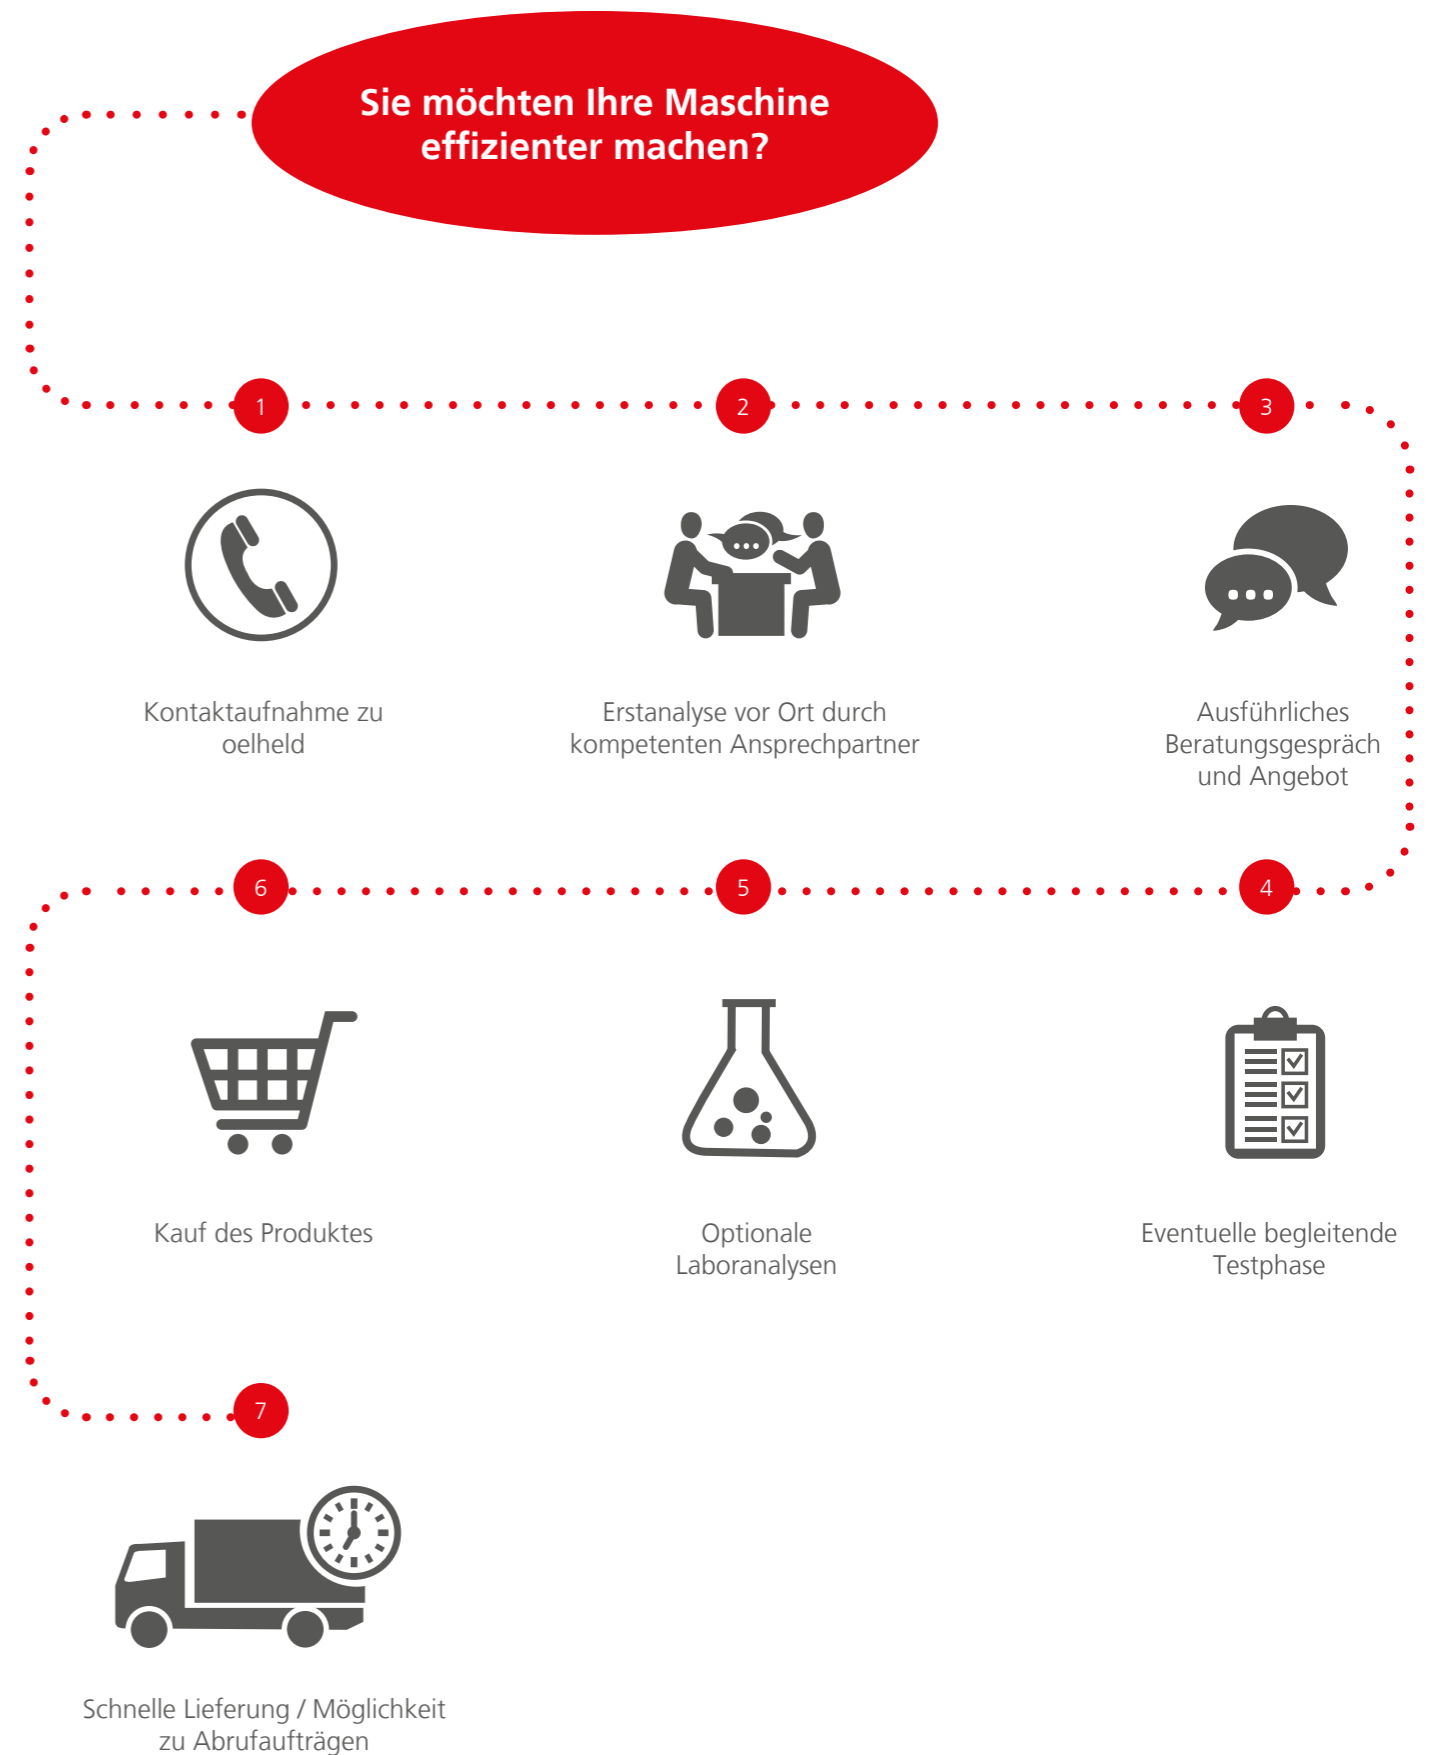 Sie möchten Ihre Maschine
effizienter machen?
1
2
3
Kontaktaufnahme zu
oelheld
Erstanalyse vor Ort durch
kompetenten Ansprechpartner
Ausführliches
Beratungsgespräch
und Angebot
6
5
4
Kauf des Produktes
Optionale
Laboranalysen
Eventuelle begleitende
Testphase
7
Schnelle Lieferung / Möglichkeit
zu Abrufaufträgen